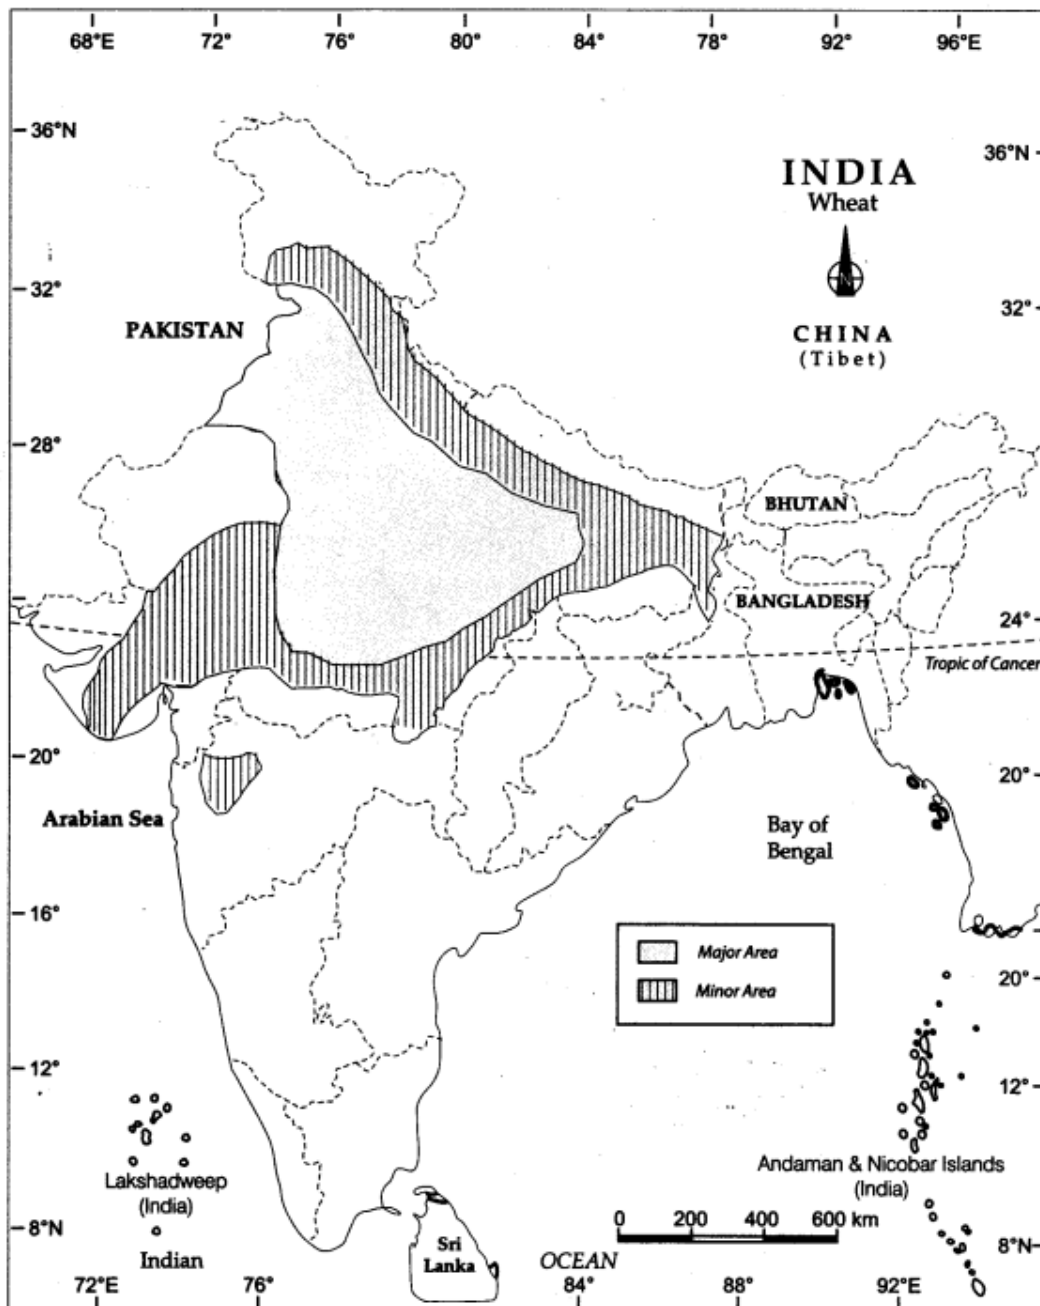 68°E 72° 76° 80° 84° 78° 92° 96°E
36°N
36°N
INDIA
Wheat
N
32°
32°
PAKISTAN
CHINA
(Tibet)
28°
BHUTAN
BANGLADESH
24°
Tropic of Cancer
20°
20°
Arabian Sea
Bay of
Bengal
16°
Major Area
Minor Area
20°
12°
12°
Lakshadweep
(India)
Andaman & Nicobar Islands
(India)
8°N
0 200 400 600 km
8°N
Indian
Sri
Lanka
OCEAN
72°E 76° 84° 88° 92°E